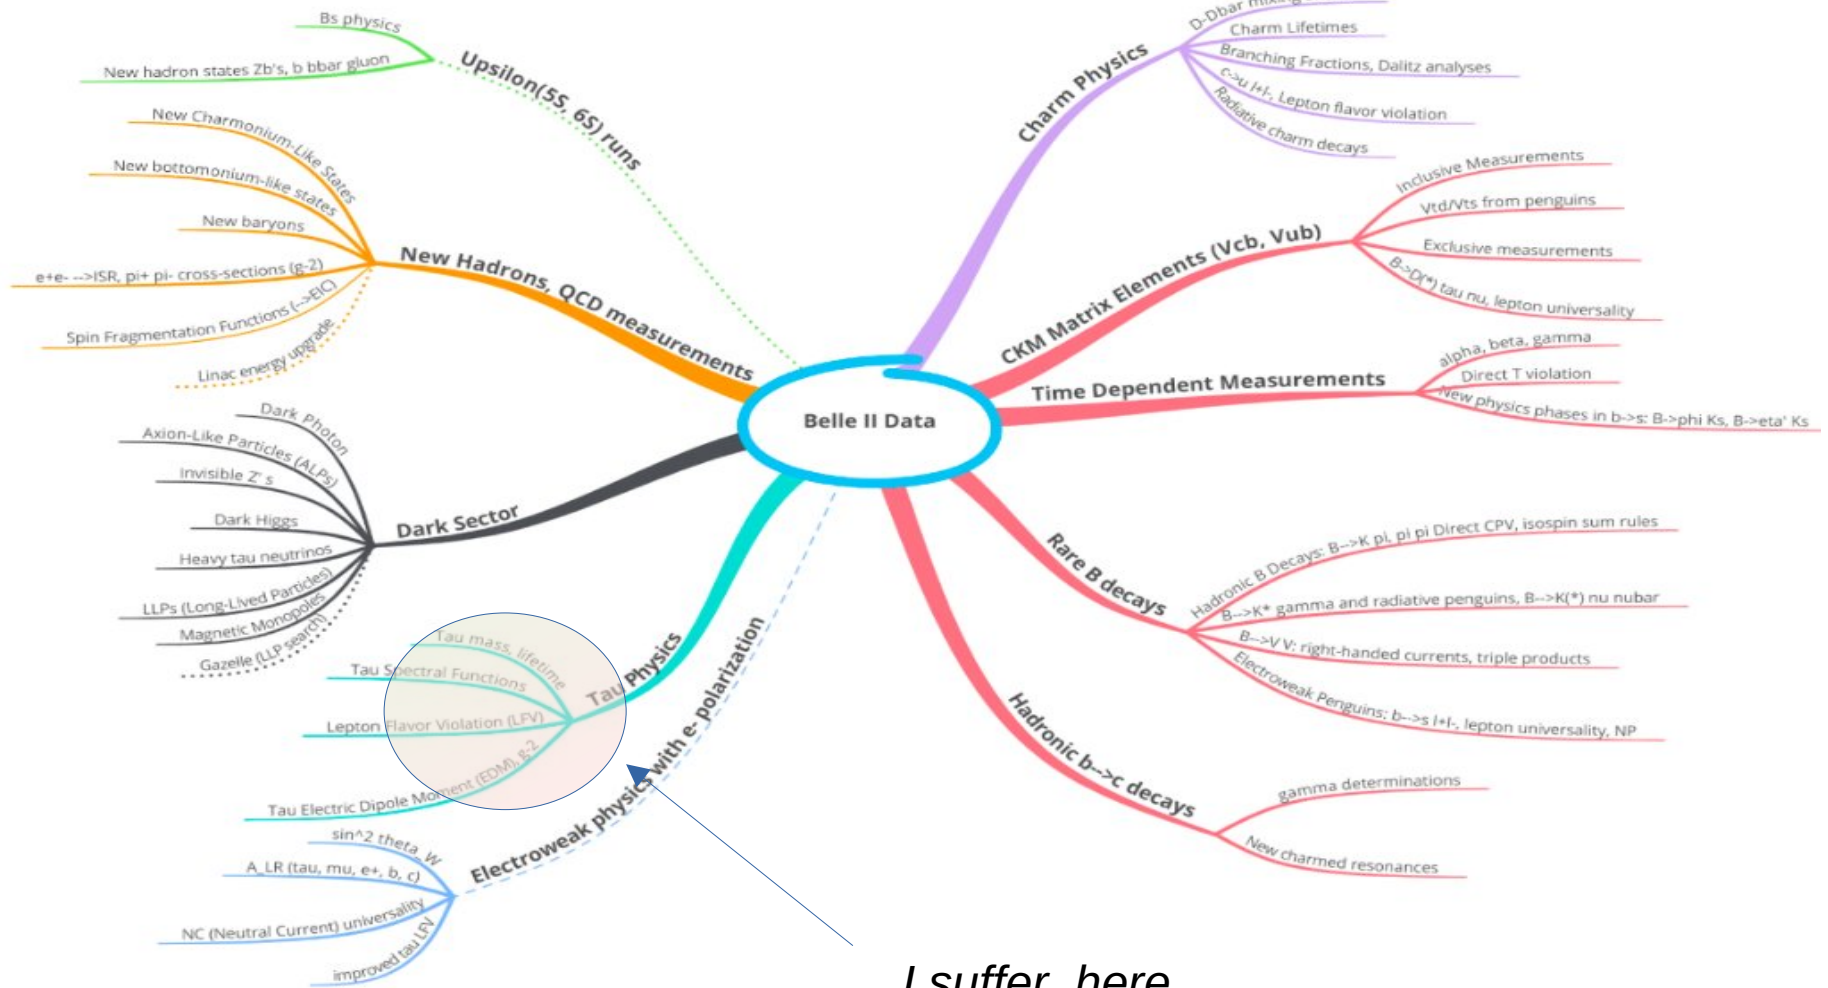 Bs physics
New hadron states Zb's, b bbar gluon
Upsilon(5S, 6S) runs
New Charmonium-Like States
New bottomonium-like states
New baryons
e+e- -->ISR, pi+ pi- cross-sections (g-2)
Spin Fragmentation Functions (-->EIC)
Linac energy upgrade
New Hadrons, QCD measurements
Dark Photon
Axion-Like Particles (ALPs)
Invisible Z' s
Dark Higgs
Heavy tau neutrinos
LLPs (Long-Lived Particles)
Magnetic Monopoles
Gazelle (LLP search)
Dark Sector
Tau mass, lifetime
Tau Spectral Functions
Lepton Flavor Violation (LFV)
Tau Electric Dipole Moment (EDM), g-2
Tau Physics
sin^2 theta_W
A_LR (tau, mu, e+, b, c)
NC (Neutral Current) universality
improved tau LFV
Electroweak physics with e- polarization
Belle II Data
Charm Physics
D-Dbar mixing
Charm Lifetimes
Branching Fractions, Dalitz analyses
c->u l+l-, Lepton flavor violation
Radiative charm decays
CKM Matrix Elements (Vcb, Vub)
Inclusive Measurements
Vtd/Vts from penguins
Exclusive measurements
B->D(*) tau nu, lepton universality
Time Dependent Measurements
alpha, beta, gamma
Direct T violation
New physics phases in b->s: B->phi Ks, B->eta' Ks
Rare B decays
Hadronic B Decays: B-->K pi, pi pi Direct CPV, isospin sum rules
B-->K* gamma and radiative penguins, B-->K(*) nu nubar
B-->V V: right-handed currents, triple products
Electroweak Penguins: b-->s l+l-, lepton universality, NP
Hadronic b-->c decays
gamma determinations
New charmed resonances
I suffer here